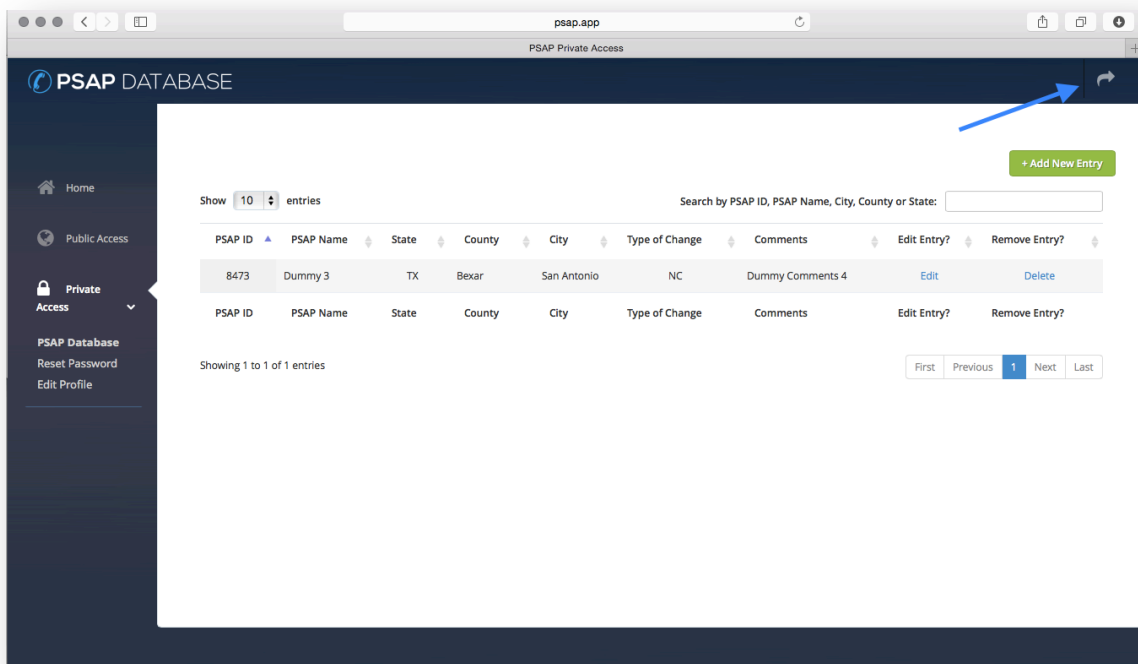 psap.app
PSAP Private Access
PSAP DATABASE
+ Add New Entry
Home
Show 10 entries
Search by PSAP ID, PSAP Name, City, County or State:
Public Access
PSAP ID PSAP Name State County City Type of Change Comments Edit Entry? Remove Entry?
8473 Dummy 3 TX Bexar San Antonio NC Dummy Comments 4 Edit Delete
Private
Access
PSAP ID PSAP Name State County City Type of Change Comments Edit Entry? Remove Entry?
PSAP Database
Reset Password
Edit Profile
Showing 1 to 1 of 1 entries
First Previous 1 Next Last